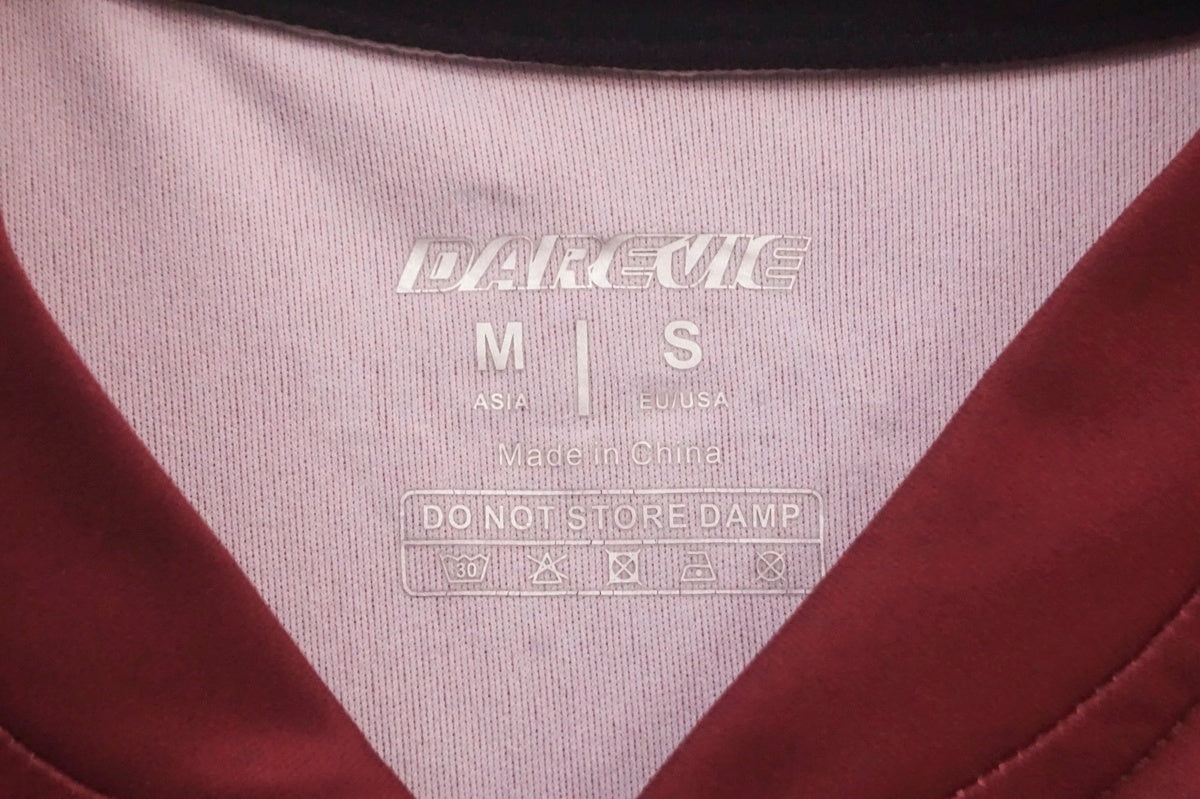 DAREVIE
M | S
ASIA EU/USA
Made in China
DO NOT STORE DAMP
30